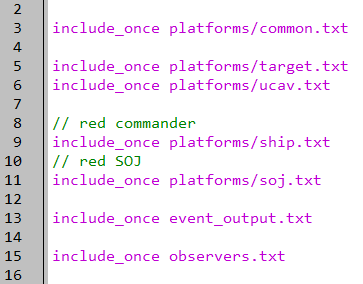 2
3 include_once platforms/common.txt
4
5 include_once platforms/target.txt
6 include_once platforms/ucav.txt
7
8 // red commander
9 include_once platforms/ship.txt
10 // red SOJ
11 include_once platforms/soj.txt
12
13 include_once event_output.txt
14
15 include_once observers.txt
16